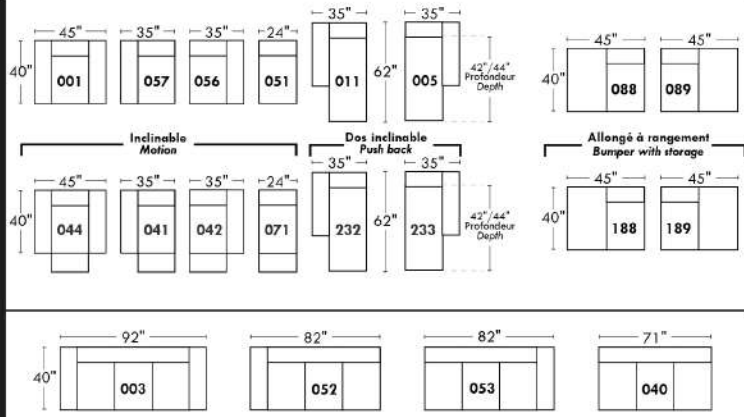 45" 35" 35" 24" 35" 35" 45" 45"
40" 001 057 056 051 011 62" 005 42"/44" Profondeur Depth 40" 088 089
Inclinable
Motion
Dos inclinable
Push back
Allongé à rangement
Bumper with storage
45" 35" 35" 24" 35" 35" 45" 45"
40" 044 041 042 071 232 62" 233 42"/44" Profondeur Depth 40" 188 189
92" 82" 82" 71"
40" 003 052 053 040